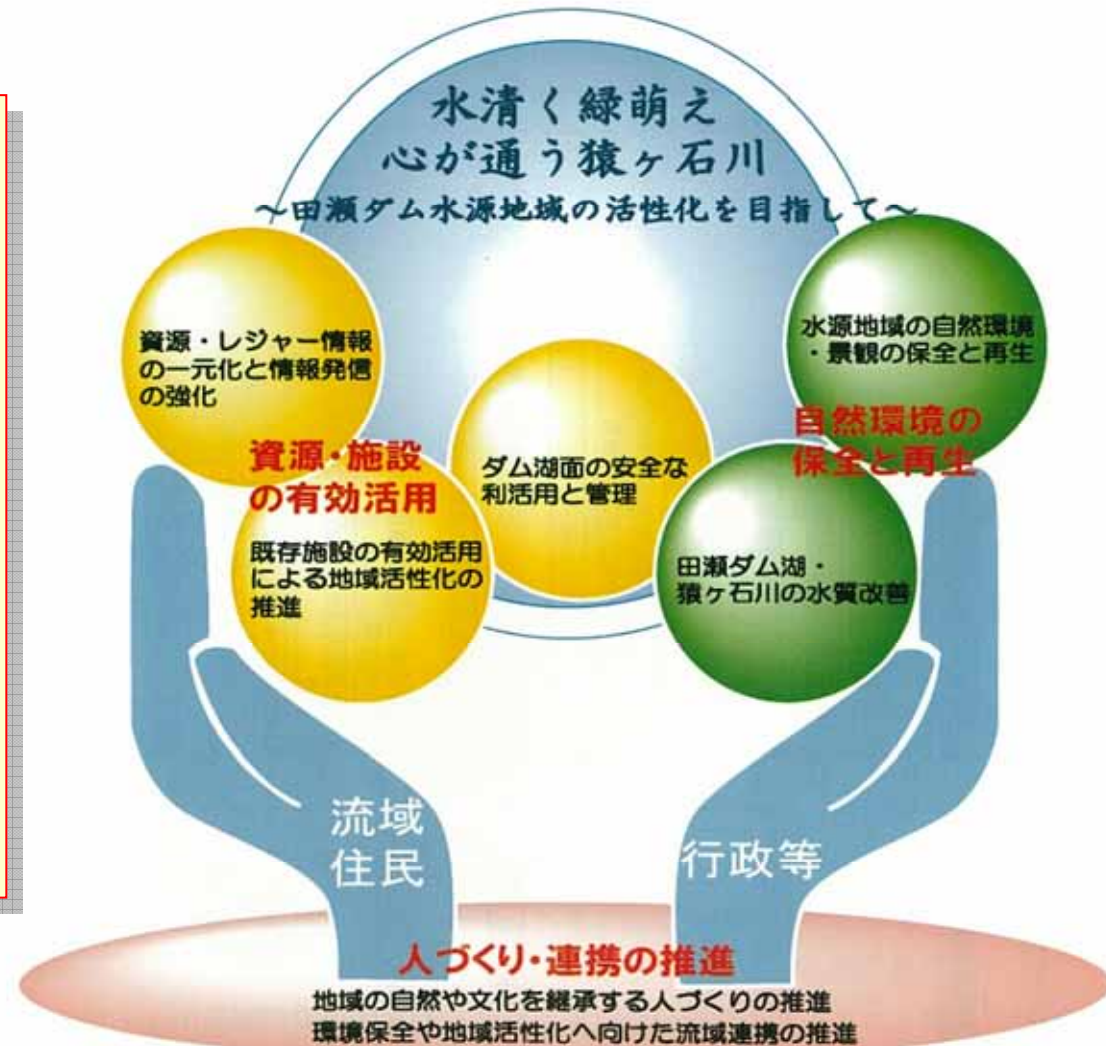 水清く緑萌え
心が通う猿ヶ石川
～田瀬ダム水源地域の活性化を目指して～
資源・レジャー情報
の一元化と情報発信
の強化
資源・施設
の有効活用
既存施設の有効活用
による地域活性化の
推進
ダム湖面の安全な
利活用と管理
水源地域の自然環境
・景観の保全と再生
自然環境の
保全と再生
田瀬ダム湖・
猿ヶ石川の水質改善
流域
住民
行政等
人づくり・連携の推進
地域の自然や文化を継承する人づくりの推進
環境保全や地域活性化へ向けた流域連携の推進